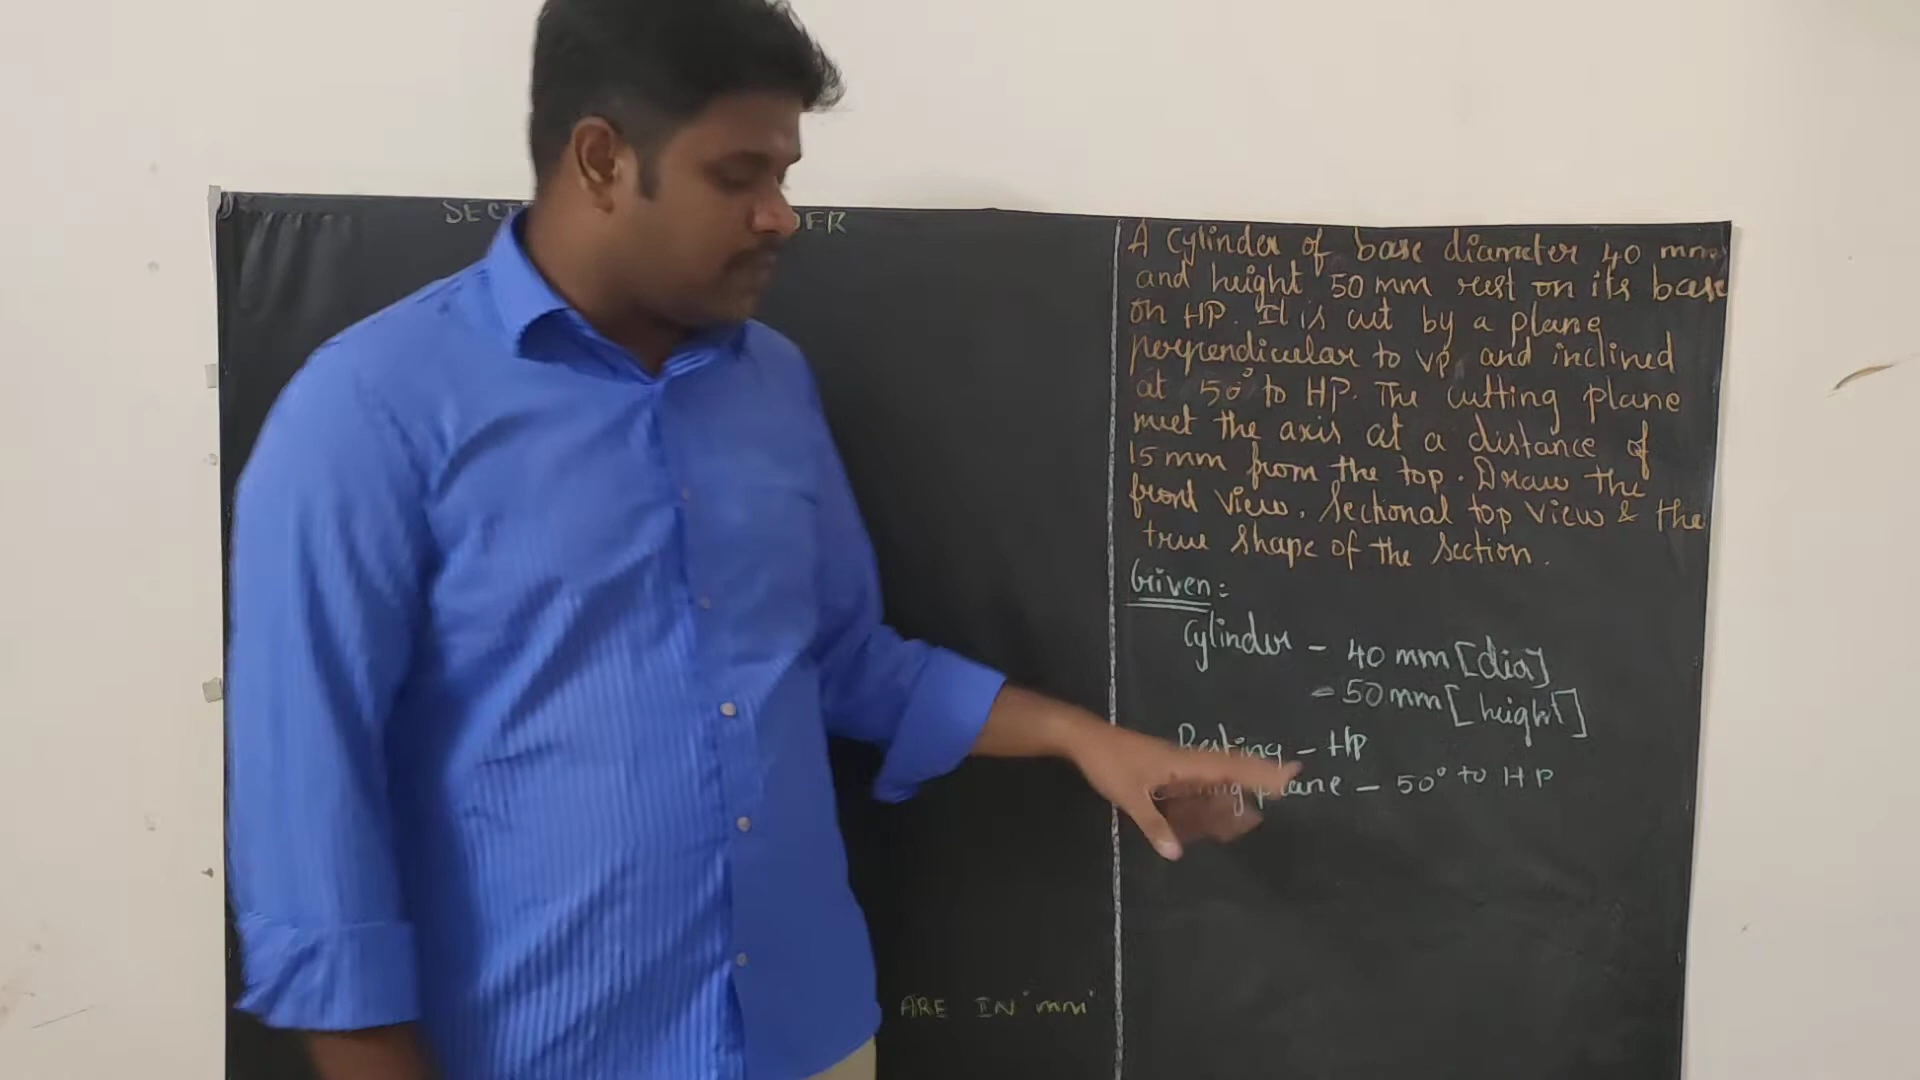 A Cylinder of base diameter 40 mm
and height 50 mm rest on its base
on HP. It is cut by a plane
perpendicular to VP and inclined
at 50° to HP. The cutting plane
meet the axis at a distance of
15 mm from the top. Draw the
front view, Sectional top view & the
true shape of the section.
Given:
Cylinder - 40 mm [dia]
= 50 mm [height]
Resting - HP
plane - 50° to HP
ARE IN 'mm'